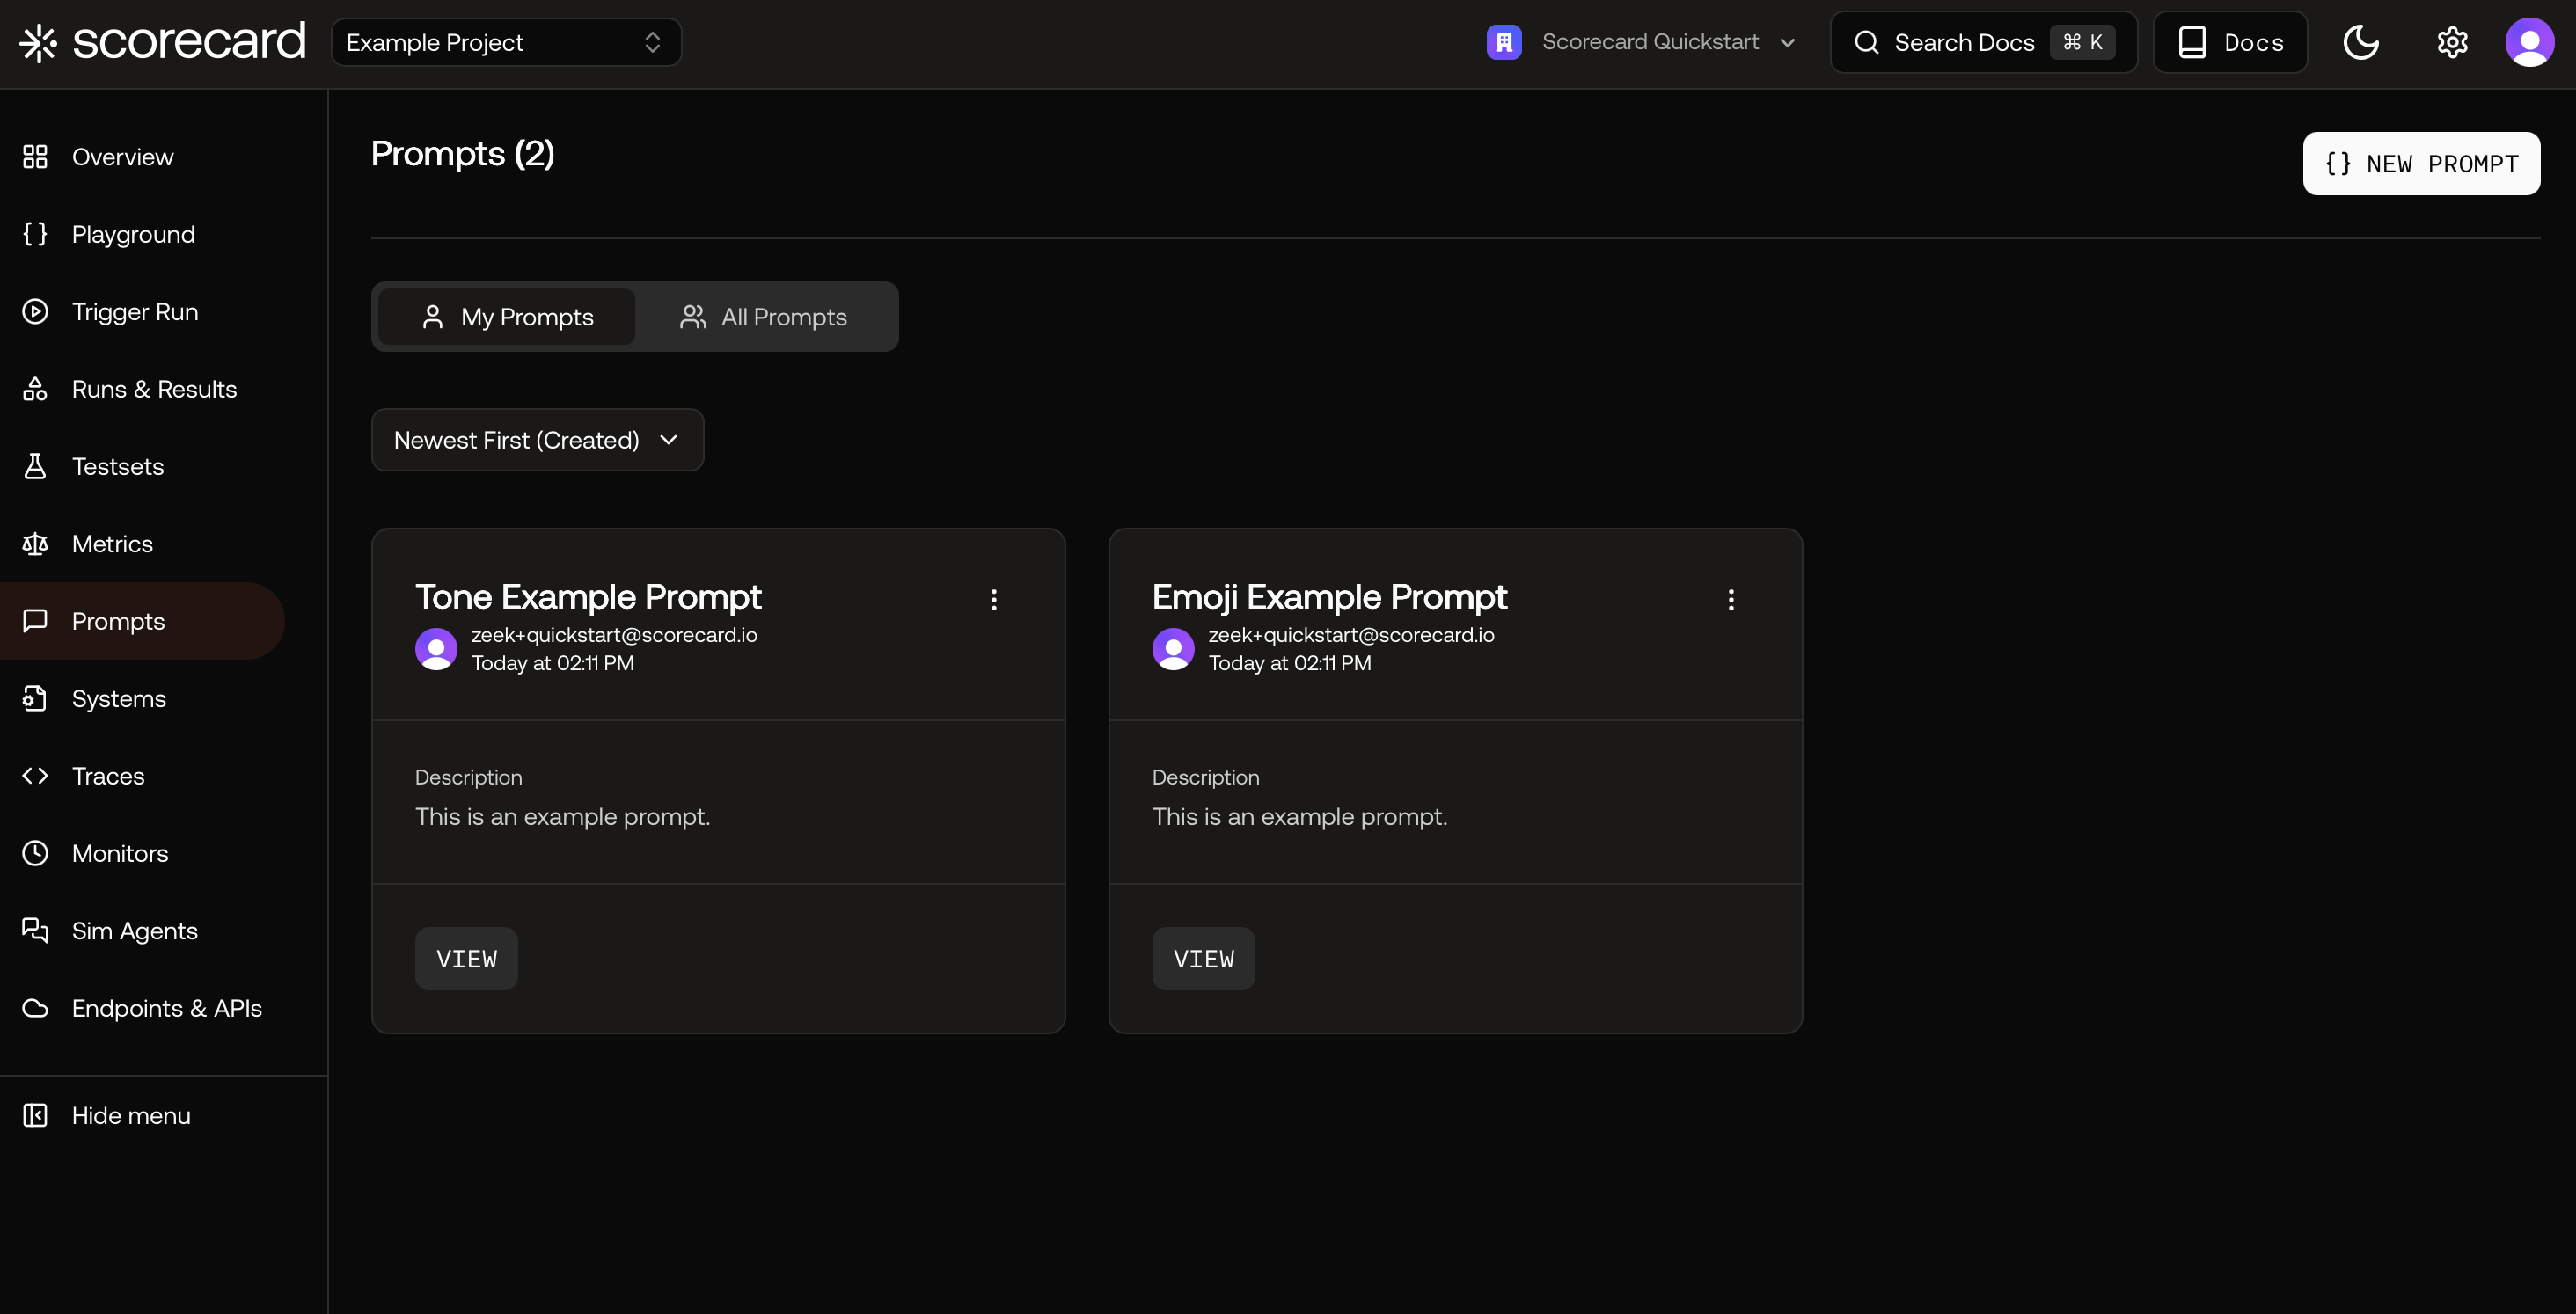 scorecard
Example Project
Scorecard Quickstart
Search Docs ⌘ K
Docs
Overview
Playground
Trigger Run
Runs & Results
Testsets
Metrics
Prompts
Systems
Traces
Monitors
Sim Agents
Endpoints & APIs
Hide menu
Prompts (2)
{} NEW PROMPT
My Prompts
All Prompts
Newest First (Created)
Tone Example Prompt
zeek+quickstart@scorecard.io
Today at 02:11 PM
Description
This is an example prompt.
VIEW
Emoji Example Prompt
zeek+quickstart@scorecard.io
Today at 02:11 PM
Description
This is an example prompt.
VIEW